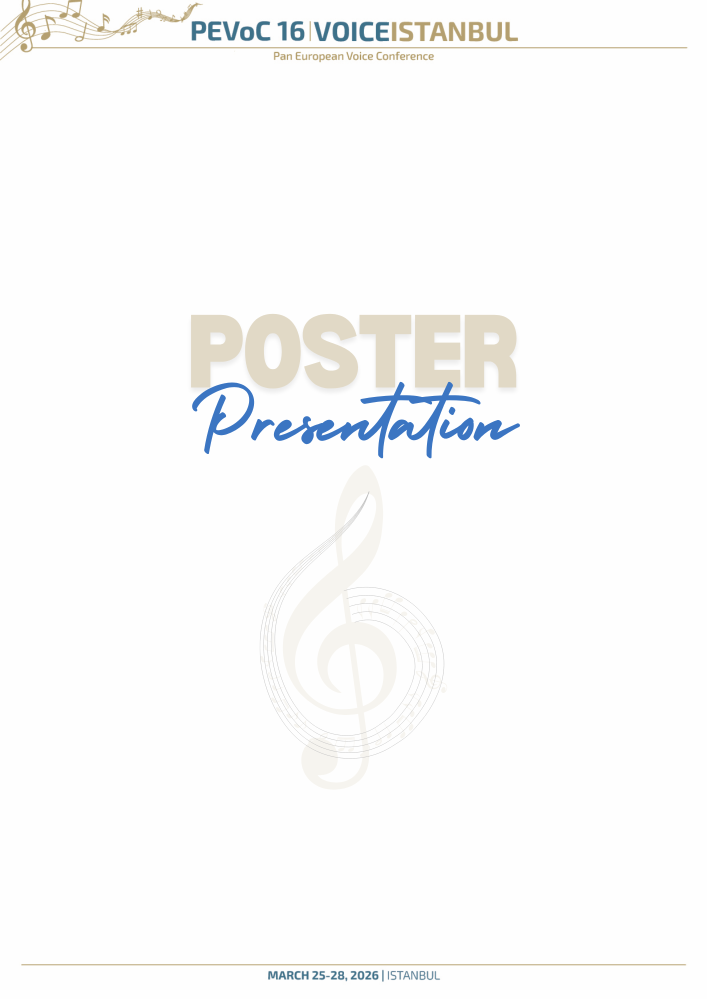 PEVoC 16 | VOICEISTANBUL
Pan European Voice Conference
POSTER
Presentation
MARCH 25-28, 2026 | ISTANBUL